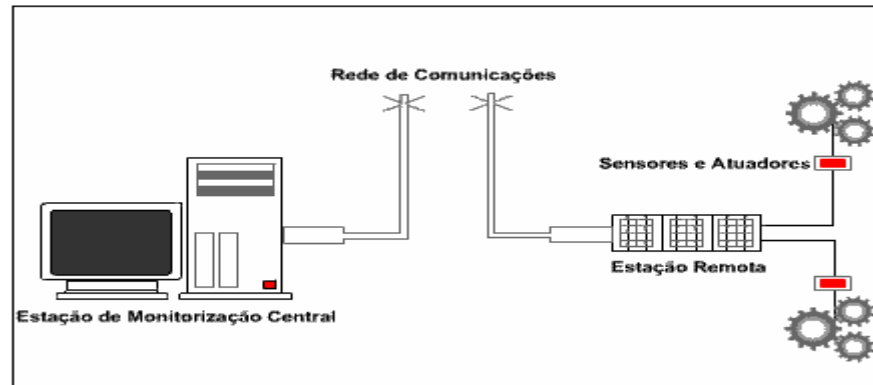 Rede de Comunicações
Sensores e Atuadores
Estação Remota
Estação de Monitorização Central